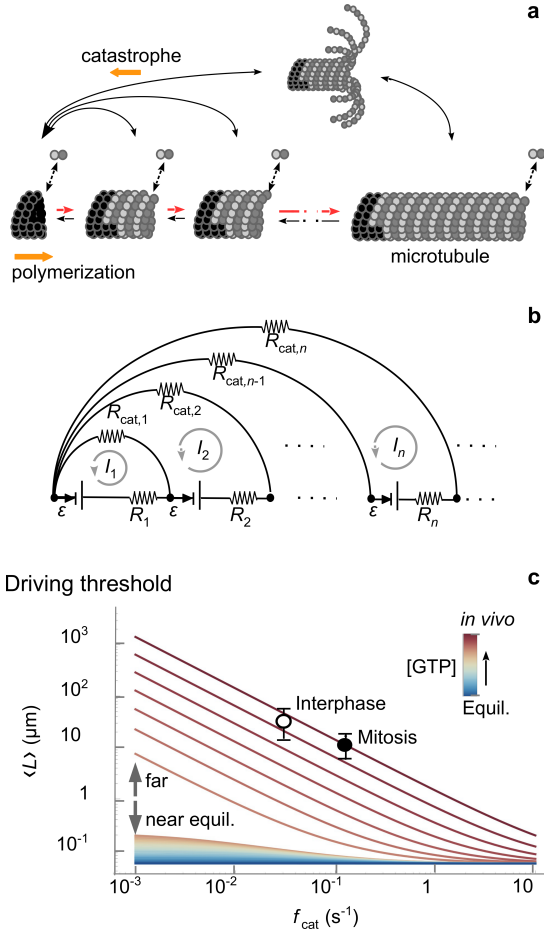 a
catastrophe
polymerization
microtubule
b
R_cat,n
R_cat,n-1
R_cat,1
R_cat,2
I_1
I_2
I_n
ε
R_1
ε
R_2
ε
R_n
c
Driving threshold
in vivo
[GTP]
Equil.
10^3
10^2
10
1
10^-1
⟨L⟩ (μm)
Interphase
Mitosis
far
near equil.
10^-3
10^-2
10^-1
1
10
f_cat (s^-1)